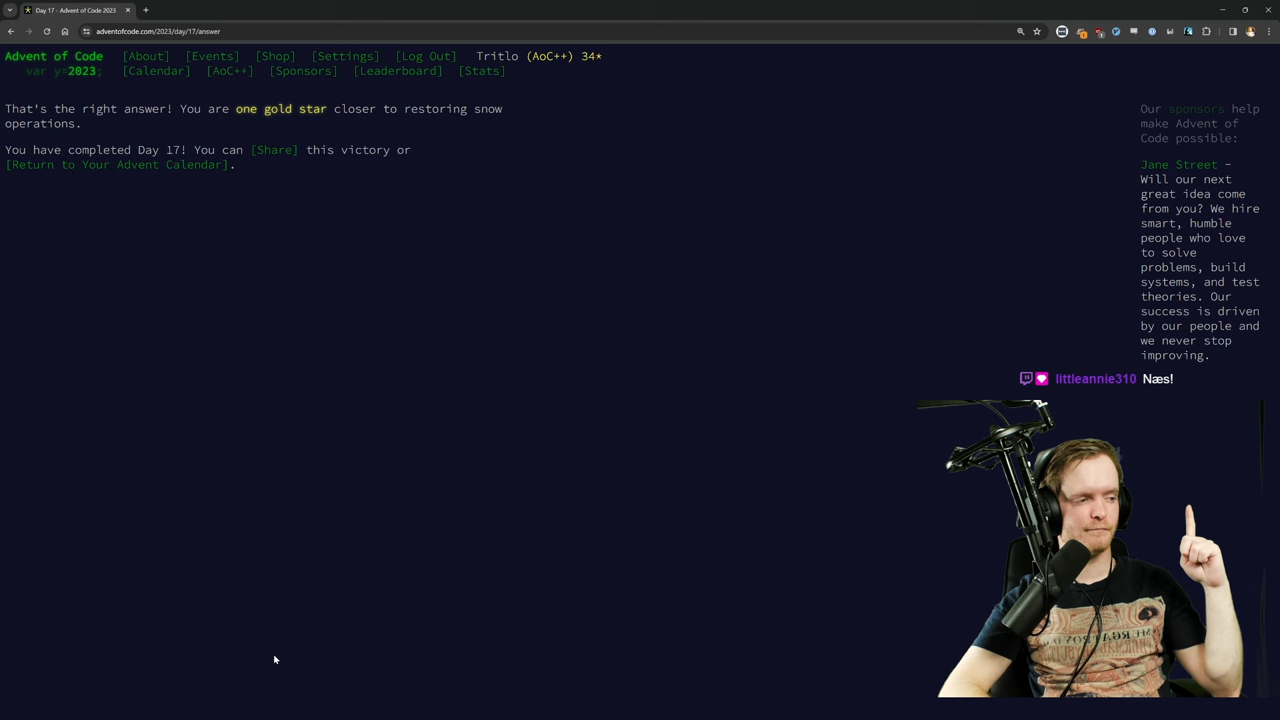 Day 17 - Advent of Code 2023
adventofcode.com/2023/day/17/answer
Advent of Code [About] [Events] [Shop] [Settings] [Log Out] Tritlo (AoC++) 34*
var y=2023; [Calendar] [AoC++] [Sponsors] [Leaderboard] [Stats]
That's the right answer! You are one gold star closer to restoring snow
operations.
You have completed Day 17! You can [Share] this victory or
[Return to Your Advent Calendar].
Our sponsors help
make Advent of
Code possible:
Jane Street -
Will our next
great idea come
from you? We hire
smart, humble
people who love
to solve
problems, build
systems, and test
theories. Our
success is driven
by our people and
we never stop
improving.
littleannie310 Næs!